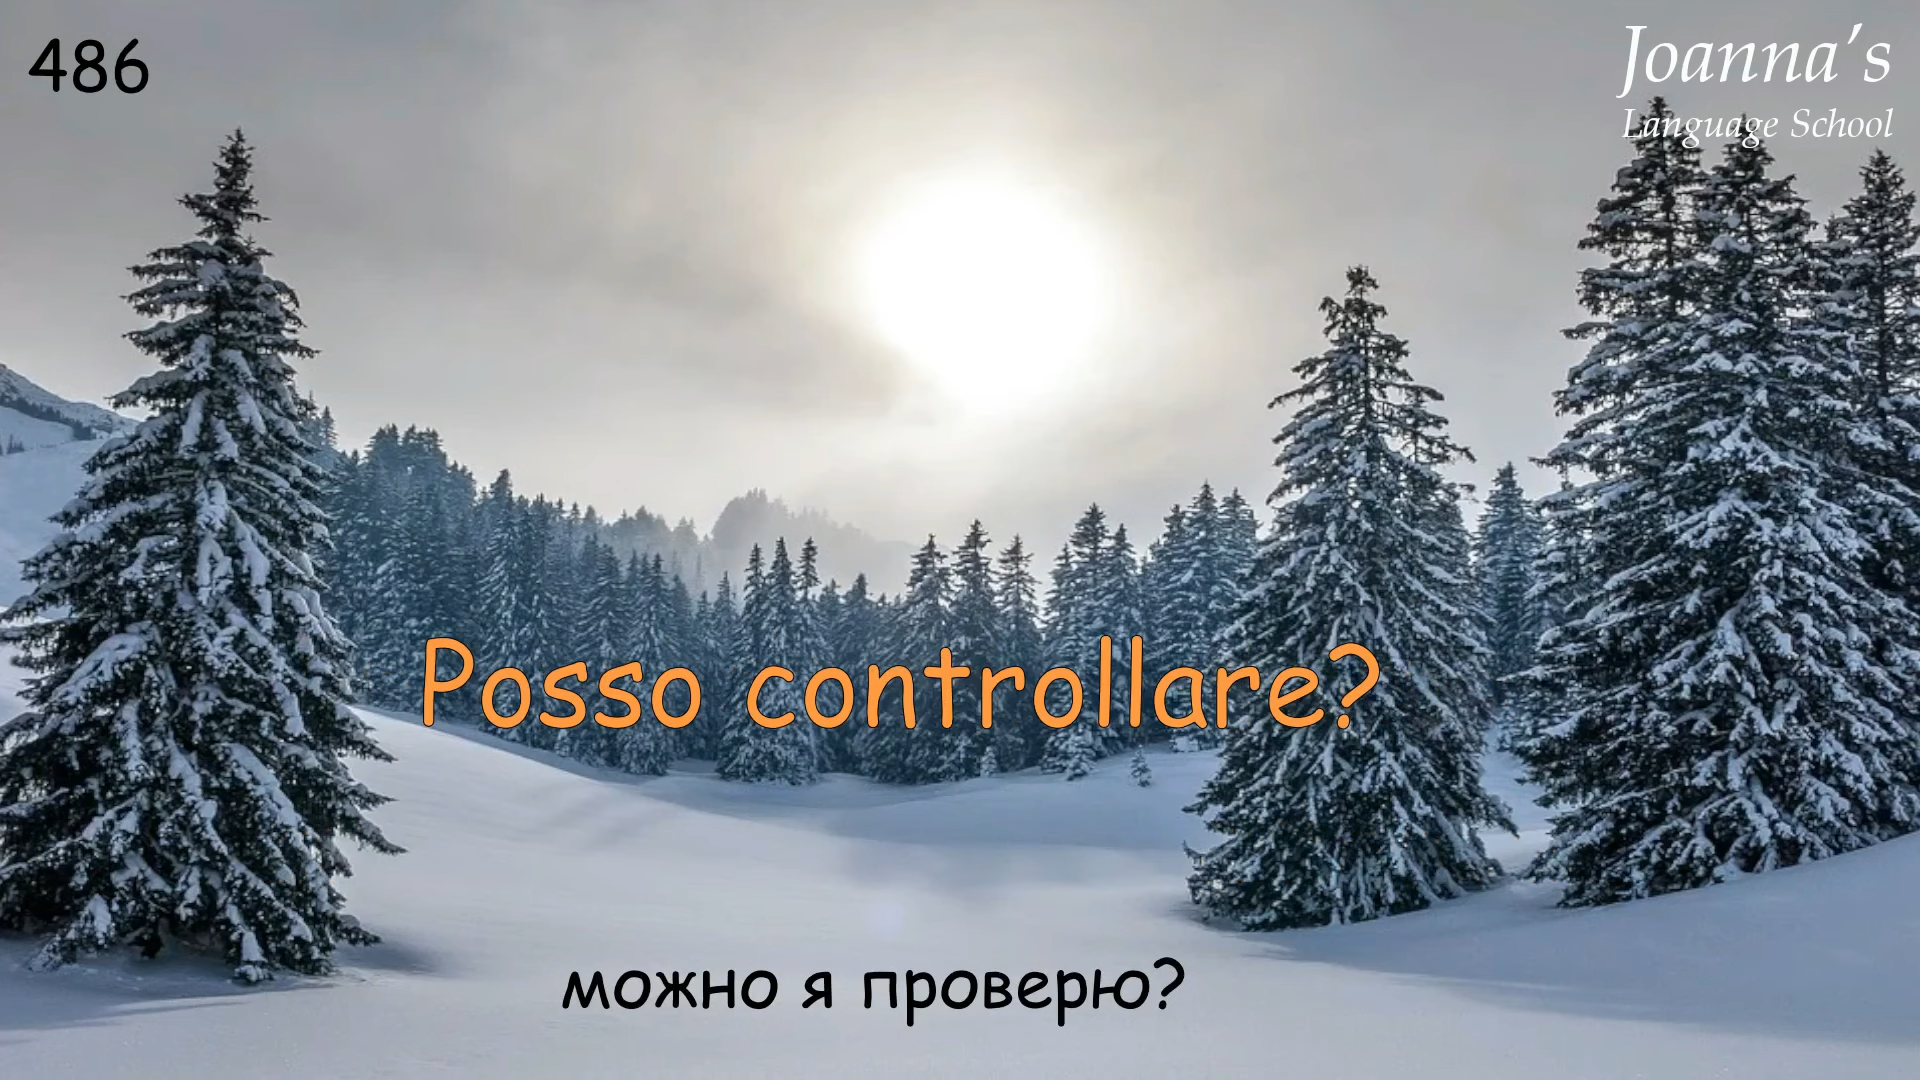 486
Joanna's
Language School
Posso controllare?
можно я проверю?